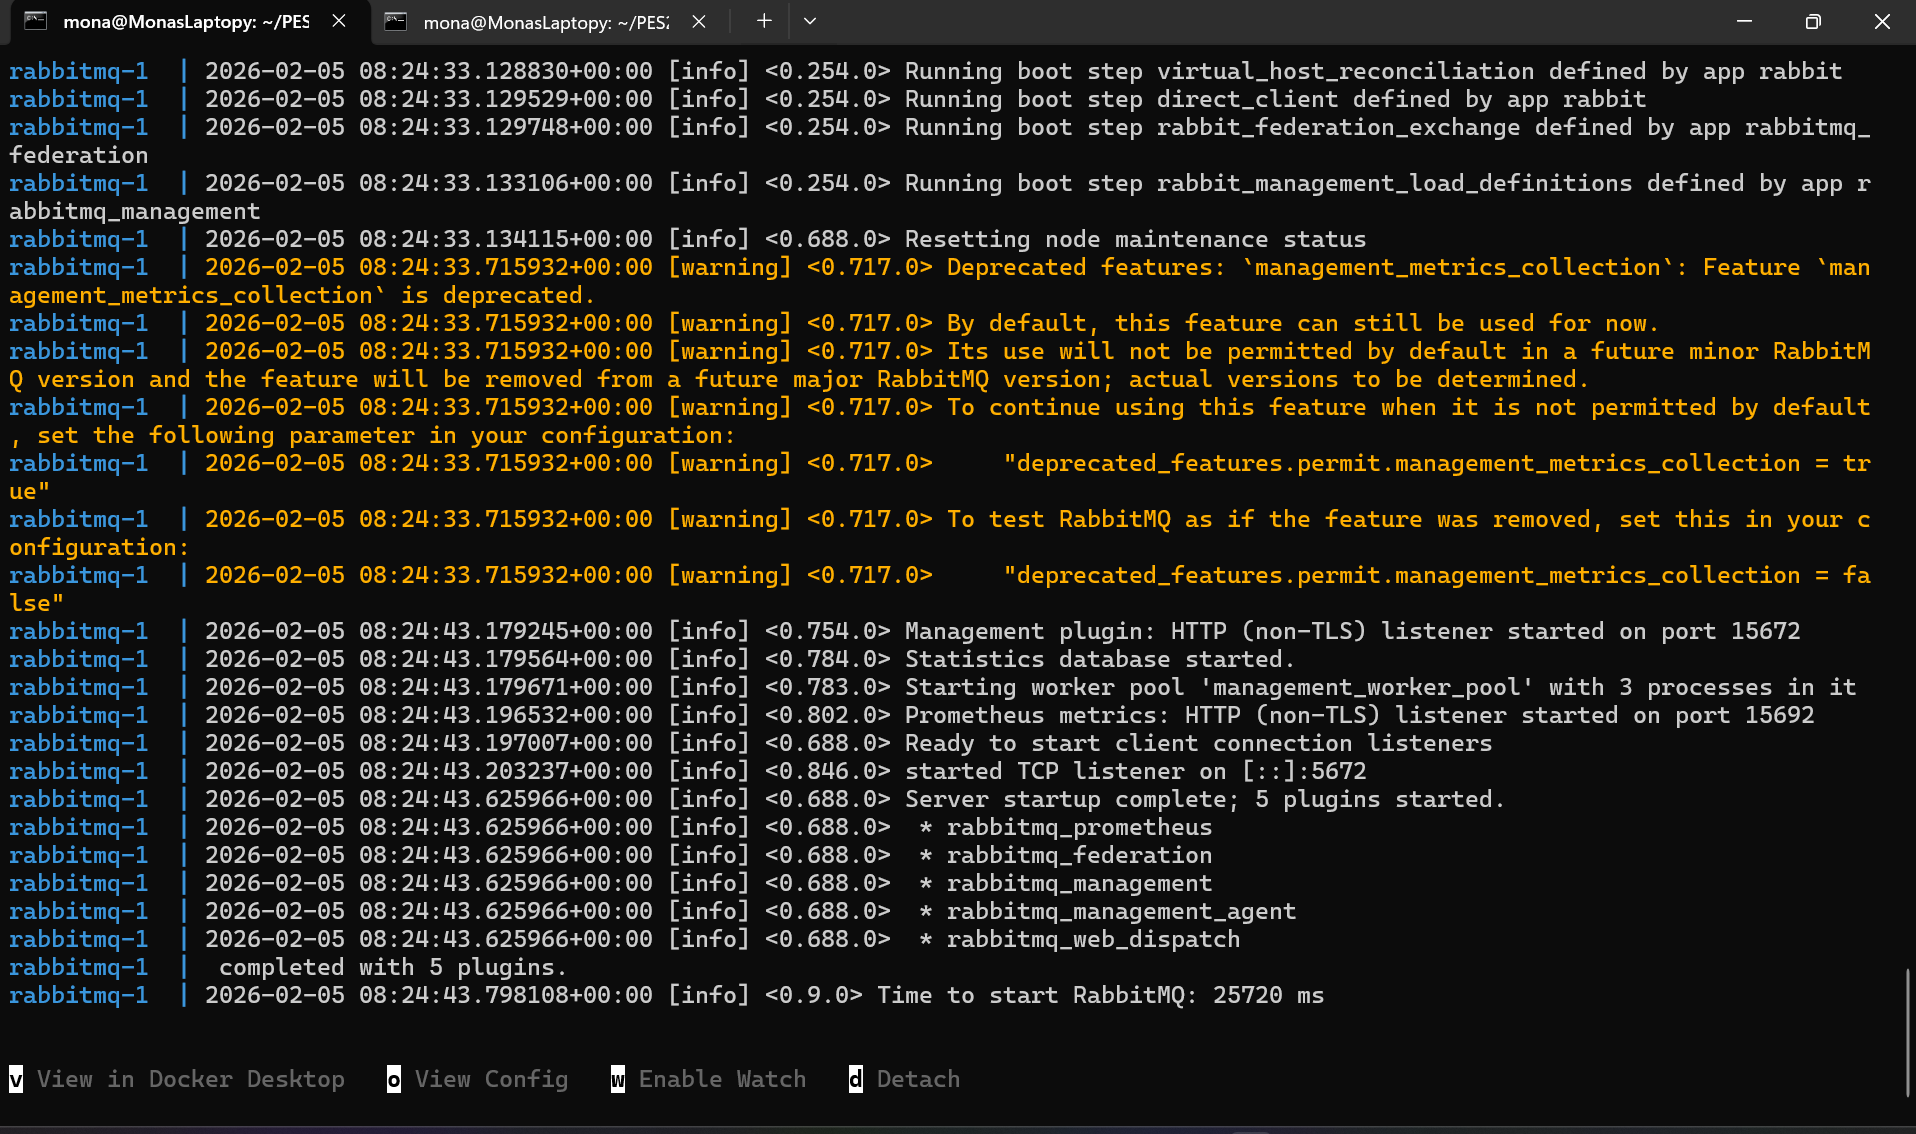 mona@MonasLaptopy: ~/PES
mona@MonasLaptopy: ~/PES2
rabbitmq-1  | 2026-02-05 08:24:33.128830+00:00 [info] <0.254.0> Running boot step virtual_host_reconciliation defined by app rabbit
rabbitmq-1  | 2026-02-05 08:24:33.129529+00:00 [info] <0.254.0> Running boot step direct_client defined by app rabbit
rabbitmq-1  | 2026-02-05 08:24:33.129748+00:00 [info] <0.254.0> Running boot step rabbit_federation_exchange defined by app rabbitmq_
federation
rabbitmq-1  | 2026-02-05 08:24:33.133106+00:00 [info] <0.254.0> Running boot step rabbit_management_load_definitions defined by app r
abbitmq_management
rabbitmq-1  | 2026-02-05 08:24:33.134115+00:00 [info] <0.688.0> Resetting node maintenance status
rabbitmq-1  | 2026-02-05 08:24:33.715932+00:00 [warning] <0.717.0> Deprecated features: `management_metrics_collection`: Feature `man
agement_metrics_collection` is deprecated.
rabbitmq-1  | 2026-02-05 08:24:33.715932+00:00 [warning] <0.717.0> By default, this feature can still be used for now.
rabbitmq-1  | 2026-02-05 08:24:33.715932+00:00 [warning] <0.717.0> Its use will not be permitted by default in a future minor RabbitM
Q version and the feature will be removed from a future major RabbitMQ version; actual versions to be determined.
rabbitmq-1  | 2026-02-05 08:24:33.715932+00:00 [warning] <0.717.0> To continue using this feature when it is not permitted by default
, set the following parameter in your configuration:
rabbitmq-1  | 2026-02-05 08:24:33.715932+00:00 [warning] <0.717.0>     "deprecated_features.permit.management_metrics_collection = tr
ue"
rabbitmq-1  | 2026-02-05 08:24:33.715932+00:00 [warning] <0.717.0> To test RabbitMQ as if the feature was removed, set this in your c
onfiguration:
rabbitmq-1  | 2026-02-05 08:24:33.715932+00:00 [warning] <0.717.0>     "deprecated_features.permit.management_metrics_collection = fa
lse"
rabbitmq-1  | 2026-02-05 08:24:43.179245+00:00 [info] <0.754.0> Management plugin: HTTP (non-TLS) listener started on port 15672
rabbitmq-1  | 2026-02-05 08:24:43.179564+00:00 [info] <0.784.0> Statistics database started.
rabbitmq-1  | 2026-02-05 08:24:43.179671+00:00 [info] <0.783.0> Starting worker pool 'management_worker_pool' with 3 processes in it
rabbitmq-1  | 2026-02-05 08:24:43.196532+00:00 [info] <0.802.0> Prometheus metrics: HTTP (non-TLS) listener started on port 15692
rabbitmq-1  | 2026-02-05 08:24:43.197007+00:00 [info] <0.688.0> Ready to start client connection listeners
rabbitmq-1  | 2026-02-05 08:24:43.203237+00:00 [info] <0.846.0> started TCP listener on [::]:5672
rabbitmq-1  | 2026-02-05 08:24:43.625966+00:00 [info] <0.688.0> Server startup complete; 5 plugins started.
rabbitmq-1  | 2026-02-05 08:24:43.625966+00:00 [info] <0.688.0>  * rabbitmq_prometheus
rabbitmq-1  | 2026-02-05 08:24:43.625966+00:00 [info] <0.688.0>  * rabbitmq_federation
rabbitmq-1  | 2026-02-05 08:24:43.625966+00:00 [info] <0.688.0>  * rabbitmq_management
rabbitmq-1  | 2026-02-05 08:24:43.625966+00:00 [info] <0.688.0>  * rabbitmq_management_agent
rabbitmq-1  | 2026-02-05 08:24:43.625966+00:00 [info] <0.688.0>  * rabbitmq_web_dispatch
rabbitmq-1  |  completed with 5 plugins.
rabbitmq-1  | 2026-02-05 08:24:43.798108+00:00 [info] <0.9.0> Time to start RabbitMQ: 25720 ms
v View in Docker Desktop   o View Config   w Enable Watch   d Detach